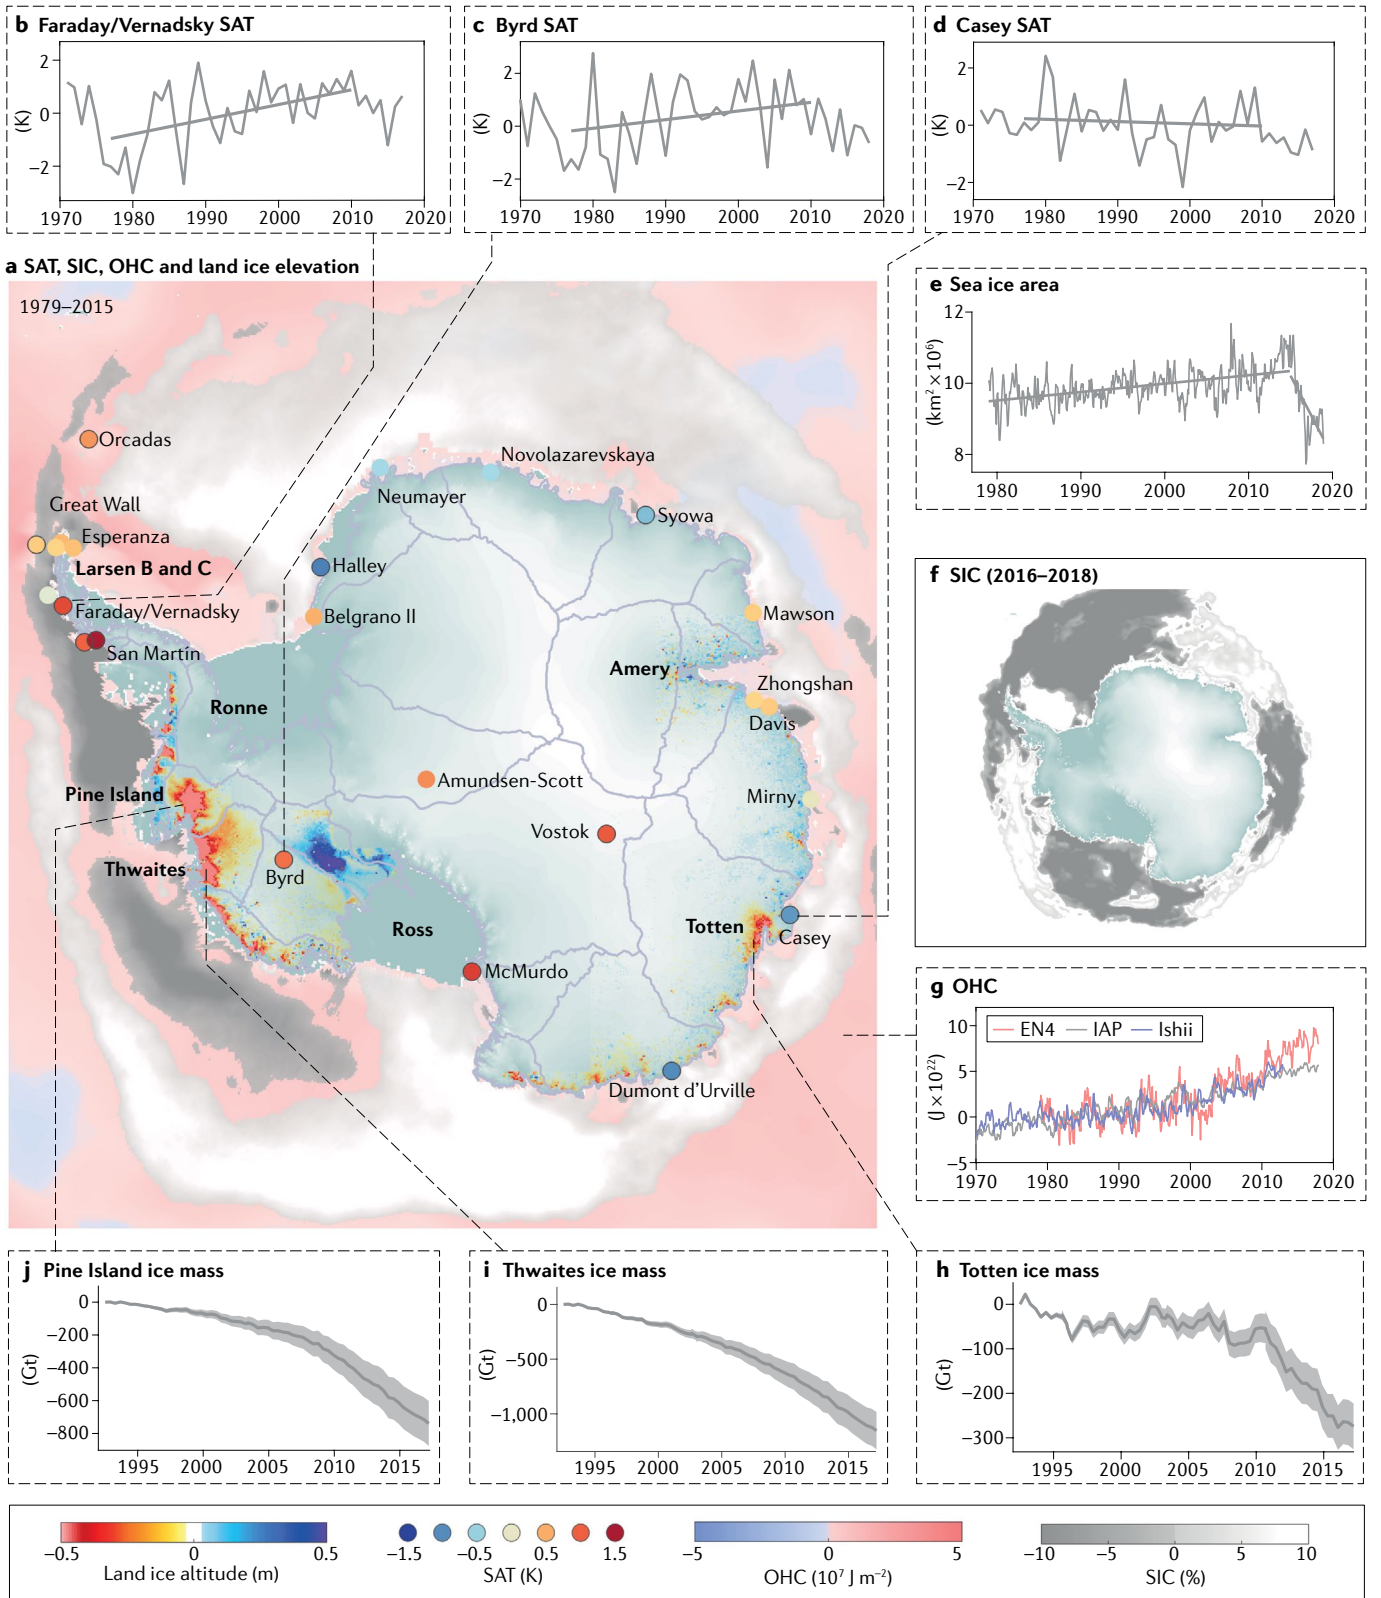 b Faraday/Vernadsky SAT
2
0
−2
(K)
1970 1980 1990 2000 2010 2020
c Byrd SAT
2
0
−2
(K)
1970 1980 1990 2000 2010 2020
d Casey SAT
2
0
−2
(K)
1970 1980 1990 2000 2010 2020
a SAT, SIC, OHC and land ice elevation
1979–2015
Orcadas
Great Wall
Esperanza
Larsen B and C
Faraday/Vernadsky
San Martín
Neumayer
Novolazarevskaya
Syowa
Halley
Belgrano II
Mawson
Amery
Zhongshan
Davis
Ronne
Amundsen-Scott
Mirny
Pine Island
Vostok
Thwaites
Byrd
Ross
Totten
Casey
McMurdo
Dumont d’Urville
e Sea ice area
12
10
8
(km² × 10⁶)
1980 1990 2000 2010 2020
f SIC (2016–2018)
g OHC
EN4 IAP Ishii
10
5
0
−5
(J × 10²²)
1970 1980 1990 2000 2010 2020
j Pine Island ice mass
0
−200
−400
−600
−800
(Gt)
1995 2000 2005 2010 2015
i Thwaites ice mass
0
−500
−1,000
(Gt)
1995 2000 2005 2010 2015
h Totten ice mass
0
−100
−200
−300
(Gt)
1995 2000 2005 2010 2015
−0.5 0 0.5
Land ice altitude (m)
−1.5 −0.5 0.5 1.5
SAT (K)
−5 0 5
OHC (10⁷ J m⁻²)
−10 −5 0 5 10
SIC (%)